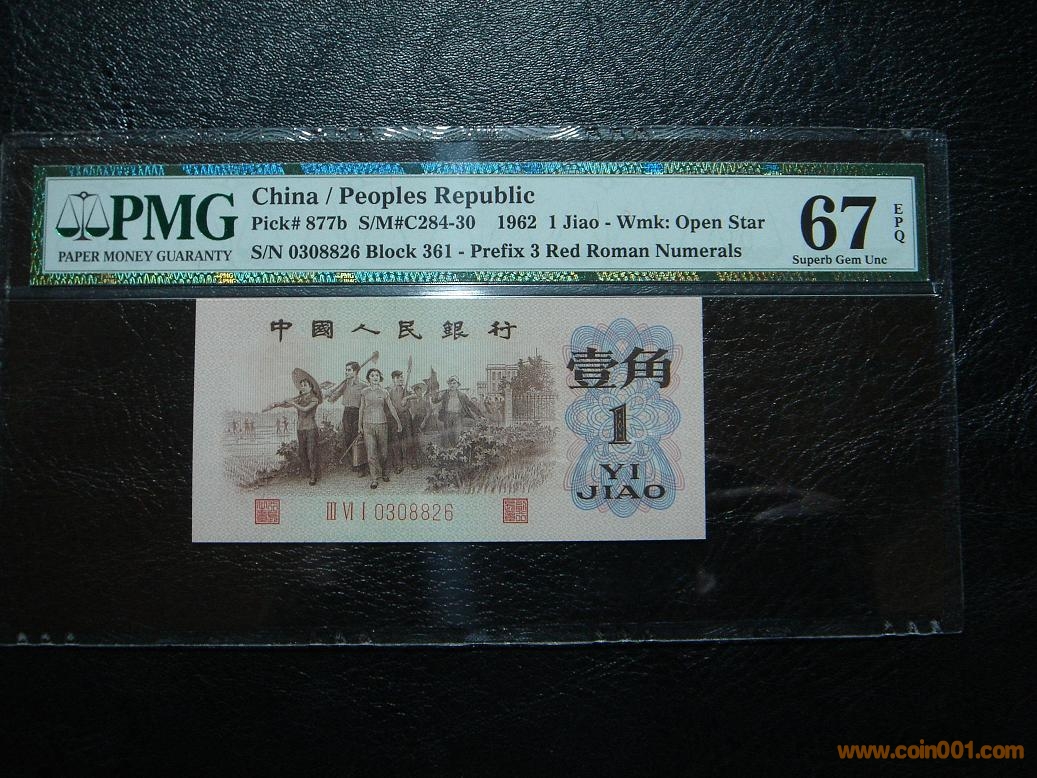 PMG
PAPER MONEY GUARANTY
China / Peoples Republic
Pick# 877b S/M#C284-30 1962 1 Jiao - Wmk: Open Star
S/N 0308826 Block 361 - Prefix 3 Red Roman Numerals
67
EPQ
Superb Gem Unc
中國人民銀行
壹角
1
YI
JIAO
III VI I 0308826
www.coin001.com